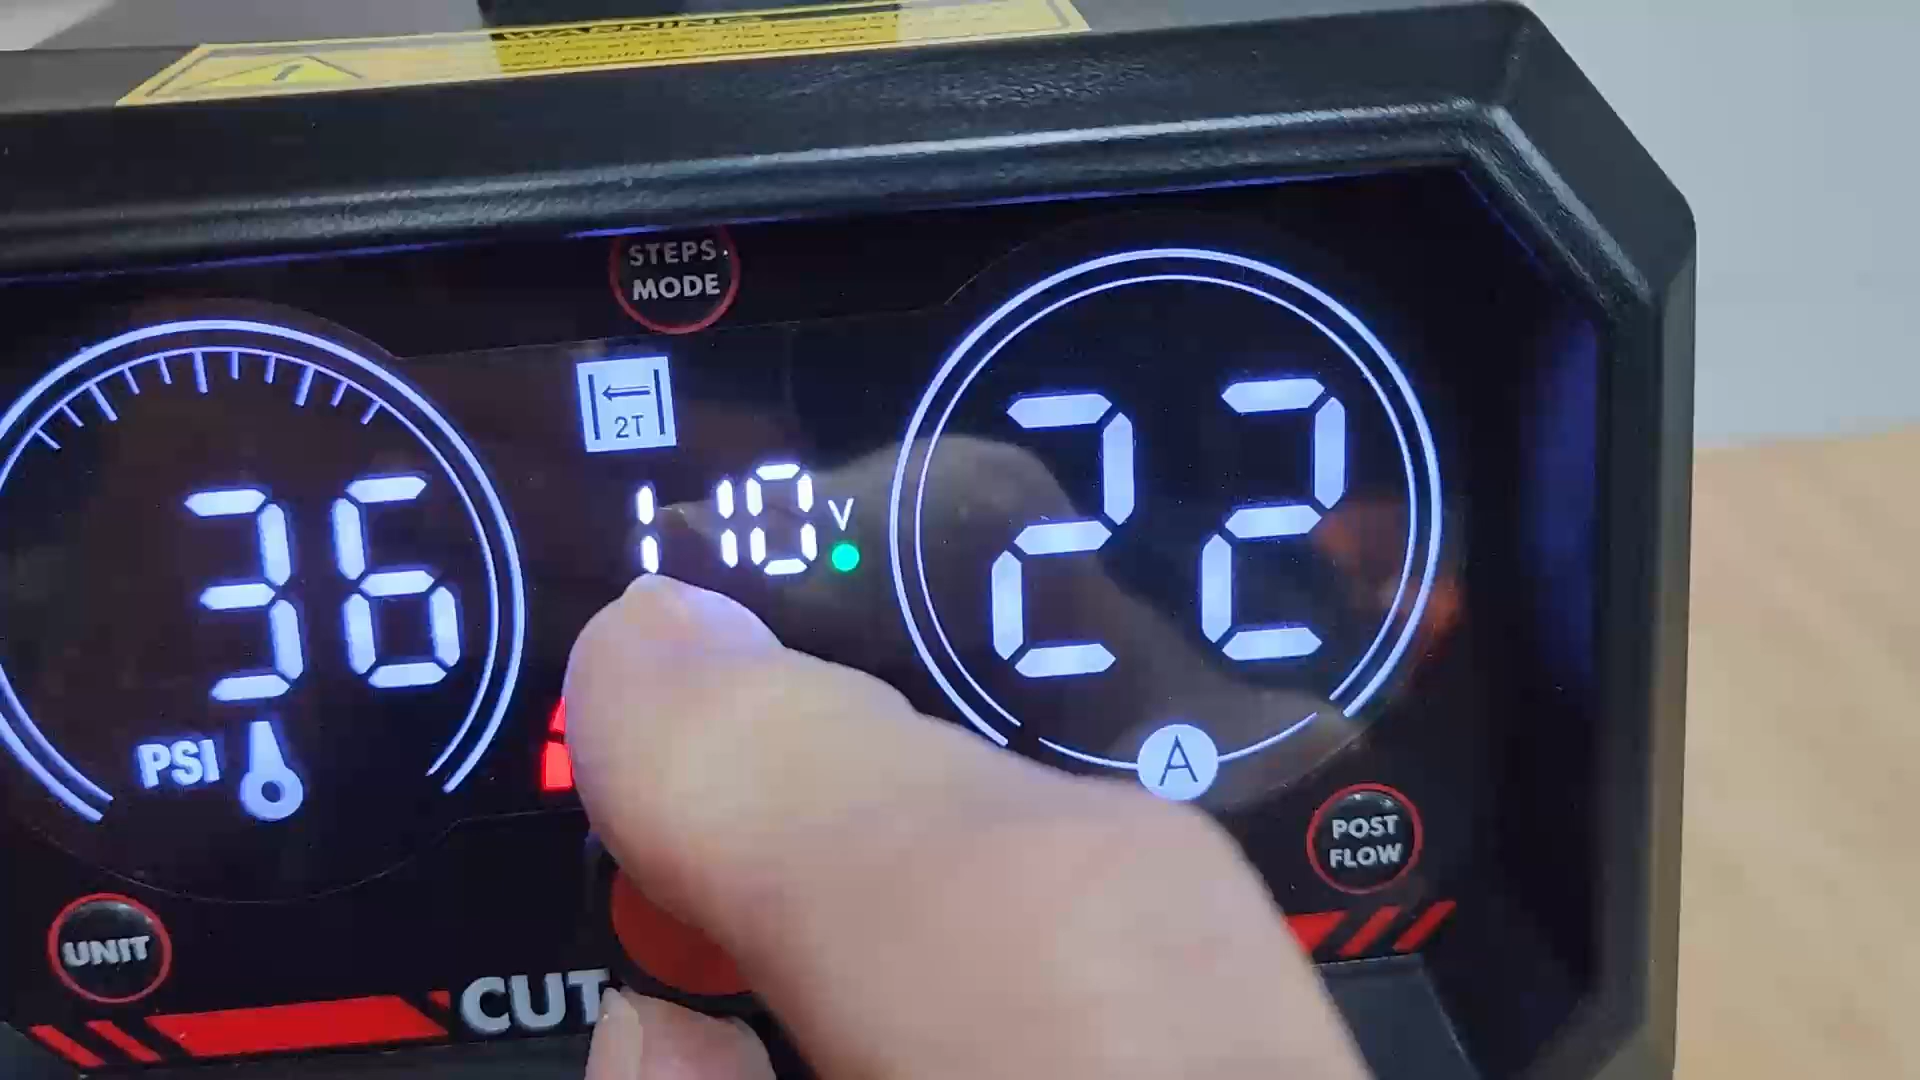 WARNING
STEPS
MODE
2T
36
PSI
110 V
22
A
UNIT
POST
FLOW
CUT